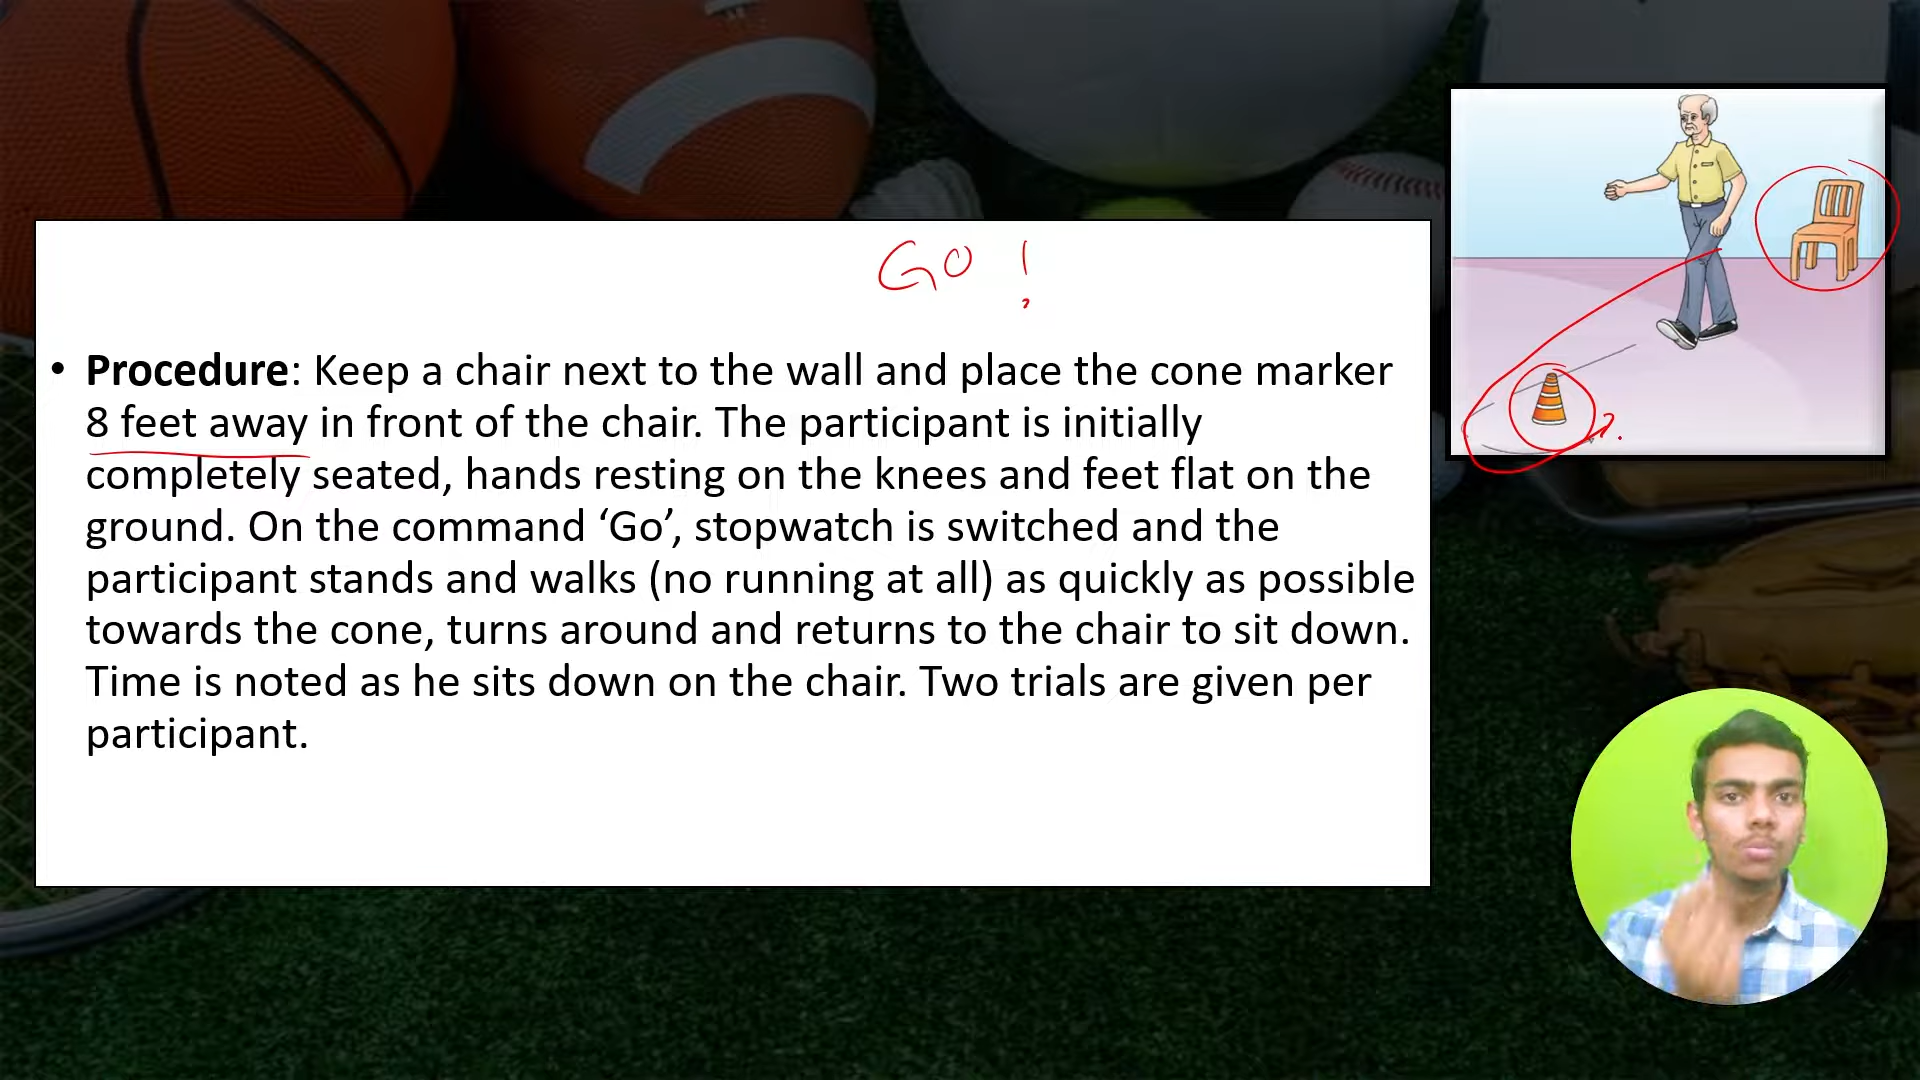 GO !
• Procedure: Keep a chair next to the wall and place the cone marker
8 feet away in front of the chair. The participant is initially
completely seated, hands resting on the knees and feet flat on the
ground. On the command ‘Go’, stopwatch is switched and the
participant stands and walks (no running at all) as quickly as possible
towards the cone, turns around and returns to the chair to sit down.
Time is noted as he sits down on the chair. Two trials are given per
participant.